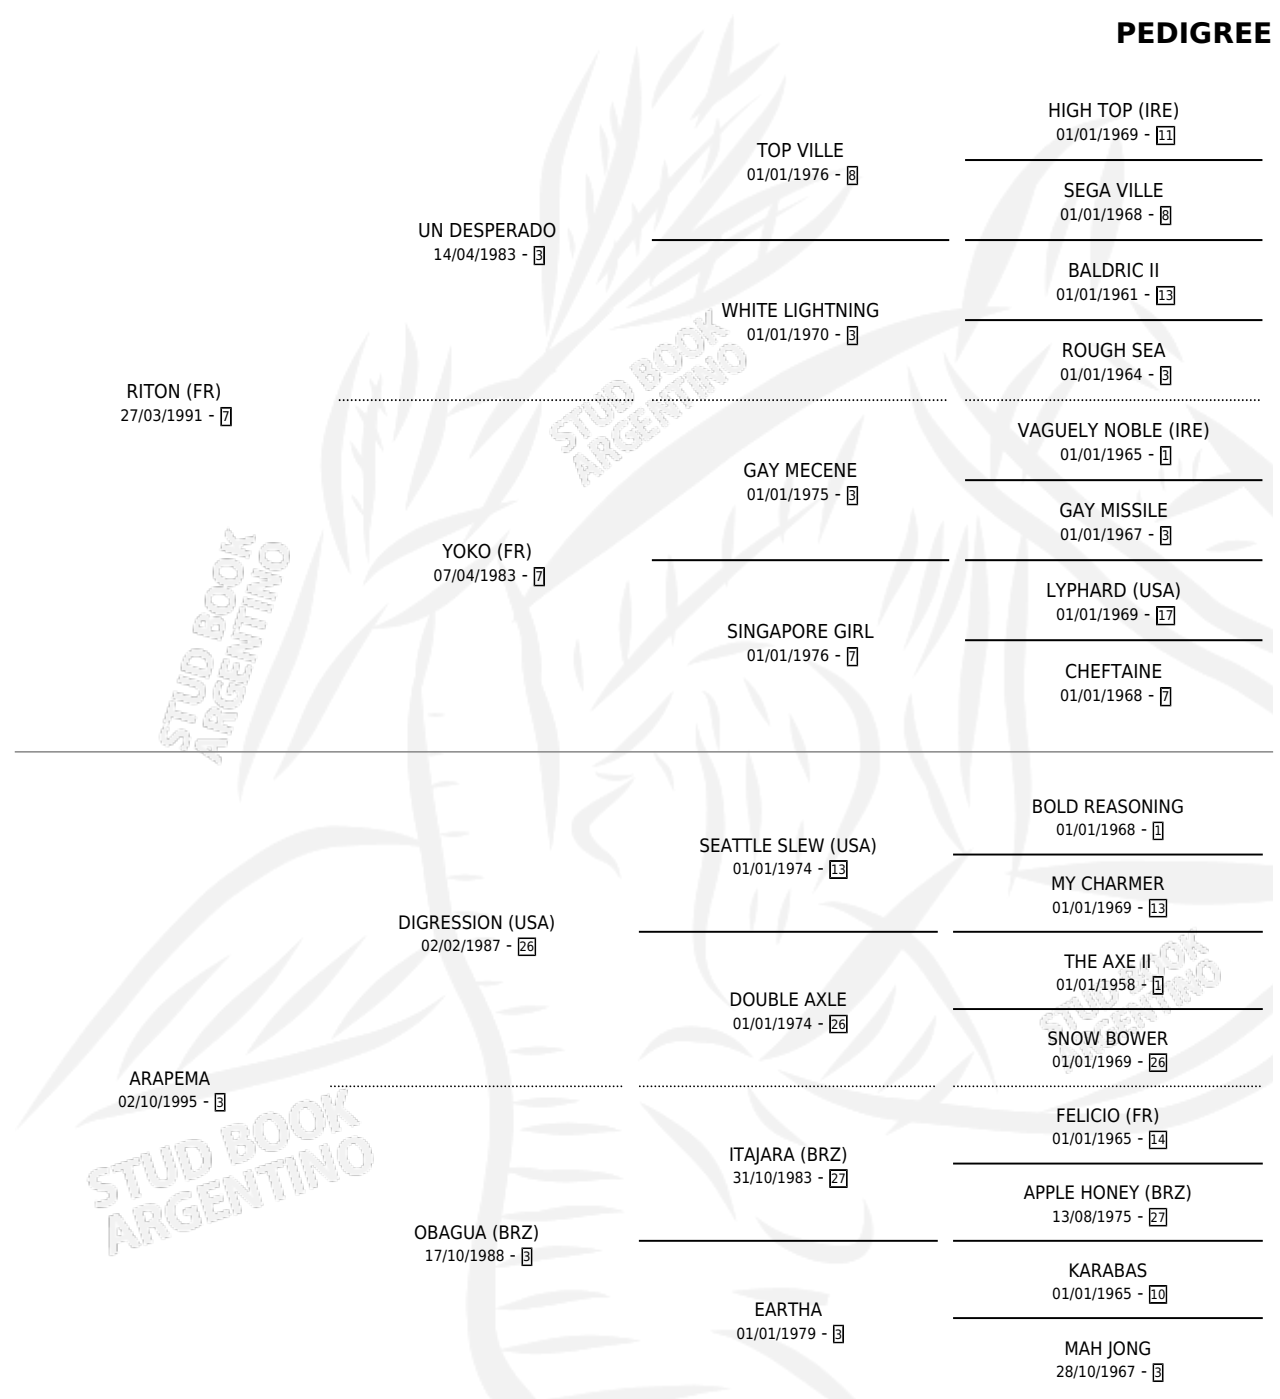 PEDIGREE
HIGH TOP (IRE)
01/01/1969 - 11
TOP VILLE
01/01/1976 - 8
SEGA VILLE
01/01/1968 - 8
UN DESPERADO
14/04/1983 - 3
BALDRIC II
01/01/1961 - 13
WHITE LIGHTNING
01/01/1970 - 3
ROUGH SEA
01/01/1964 - 3
RITON (FR)
27/03/1991 - 7
VAGUELY NOBLE (IRE)
01/01/1965 - 1
GAY MECENE
01/01/1975 - 3
GAY MISSILE
01/01/1967 - 3
YOKO (FR)
07/04/1983 - 7
LYPHARD (USA)
01/01/1969 - 17
SINGAPORE GIRL
01/01/1976 - 7
CHEFTAINE
01/01/1968 - 7
BOLD REASONING
01/01/1968 - 1
SEATTLE SLEW (USA)
01/01/1974 - 13
MY CHARMER
01/01/1969 - 13
DIGRESSION (USA)
02/02/1987 - 26
THE AXE II
01/01/1958 - 1
DOUBLE AXLE
01/01/1974 - 26
SNOW BOWER
01/01/1969 - 26
ARAPEMA
02/10/1995 - 3
FELICIO (FR)
01/01/1965 - 14
ITAJARA (BRZ)
31/10/1983 - 27
APPLE HONEY (BRZ)
13/08/1975 - 27
OBAGUA (BRZ)
17/10/1988 - 3
KARABAS
01/01/1965 - 10
EARTHA
01/01/1979 - 3
MAH JONG
28/10/1967 - 3
STUD BOOK
ARGENTINO
STUD BOOK
ARGENTINO
STUD BOOK
ARGENTINO
STUD BOOK
ARGENTINO